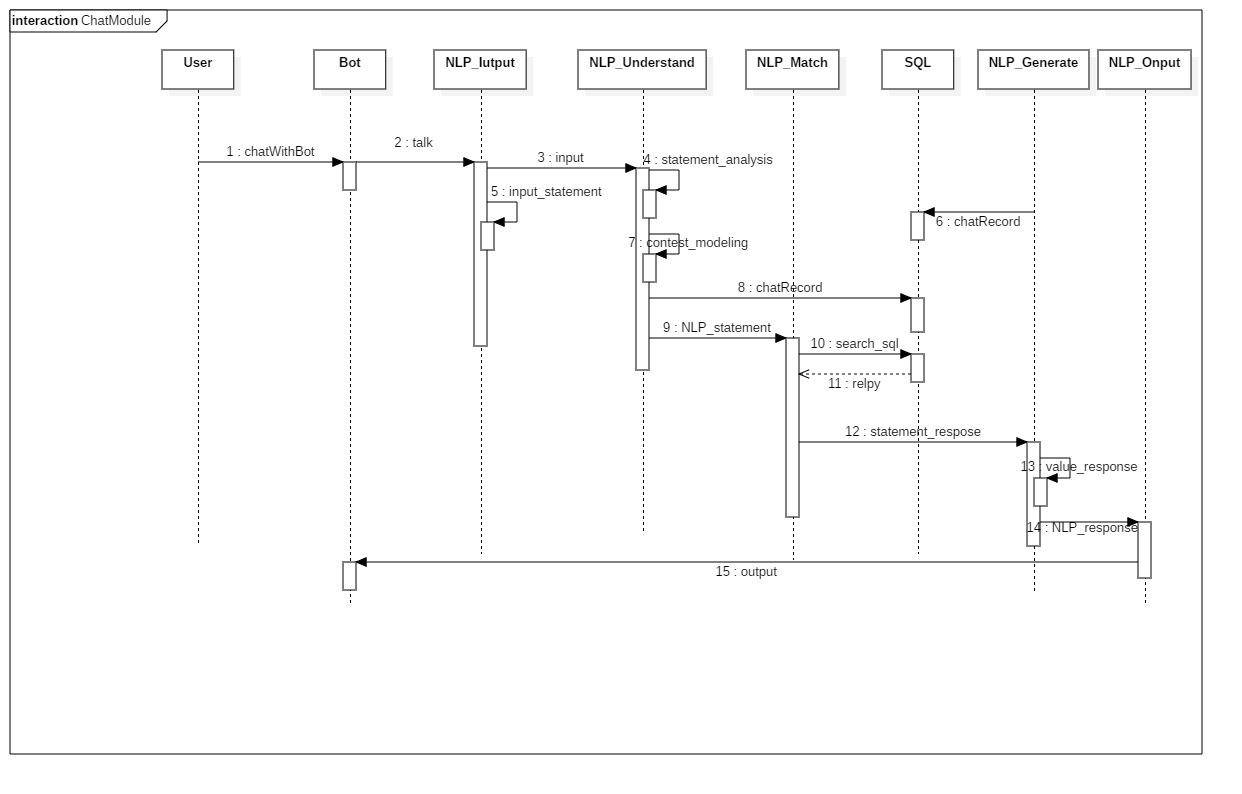 interaction ChatModule
User
Bot
NLP_Iutput
NLP_Understand
NLP_Match
SQL
NLP_Generate
NLP_Onput
1 : chatWithBot
2 : talk
3 : input
4 : statement_analysis
5 : input_statement
6 : chatRecord
7 : contest_modeling
8 : chatRecord
9 : NLP_statement
10 : search_sql
11 : relpy
12 : statement_respose
13 : value_response
14 : NLP_response
15 : output